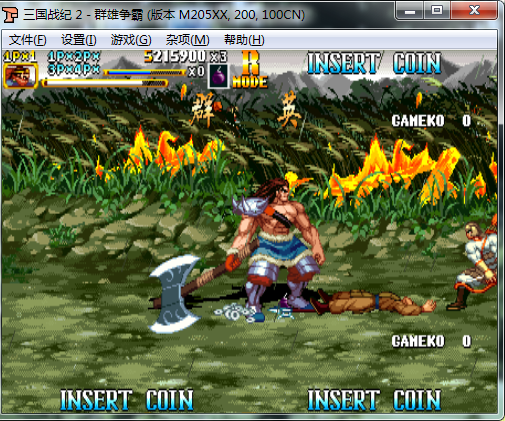 三国战纪 2 - 群雄争霸 (版本 M205XX, 200, 100CN)
文件(F) 设置(I) 游戏(G) 杂项(M) 帮助(H)
1P×1 1P×2P× 5215900 ×3 B INSERT COIN
3P×4P× ×0 MODE
群 英
GAMEKO 0
GAMEKO 0
INSERT COIN INSERT COIN